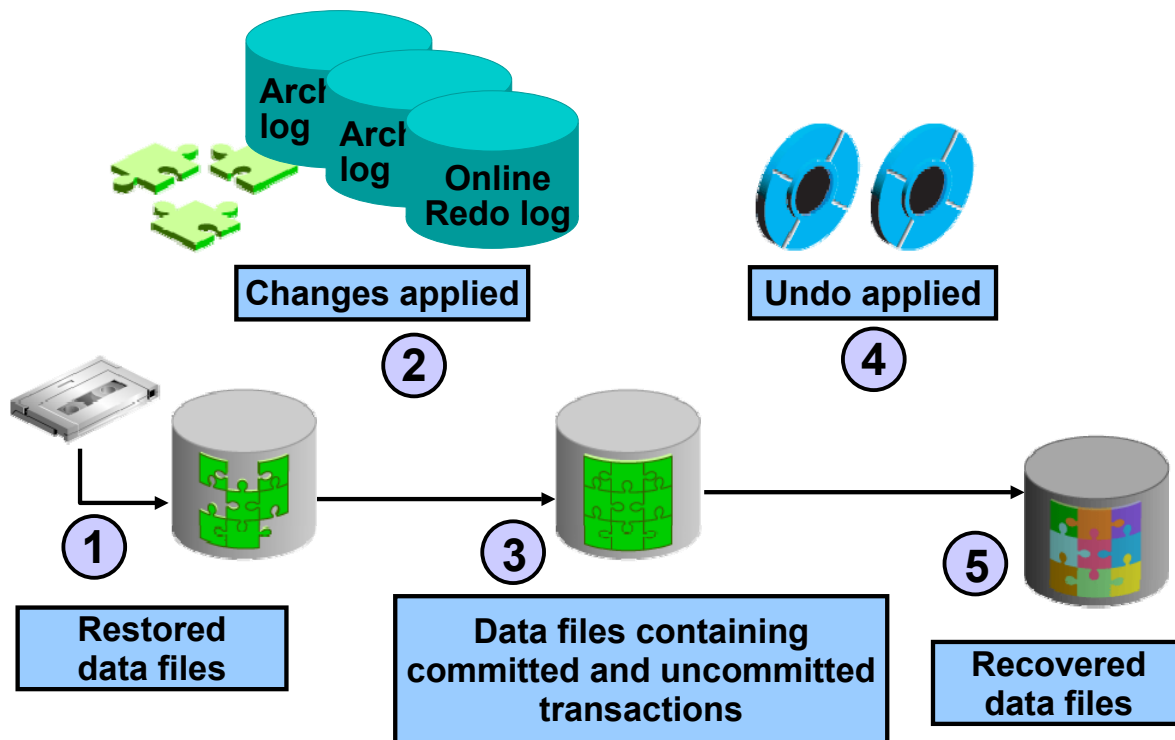 Arch
log
Arch
log
Online
Redo log
Changes applied
2
Undo applied
4
1
Restored
data files
3
Data files containing
committed and uncommitted
transactions
5
Recovered
data files